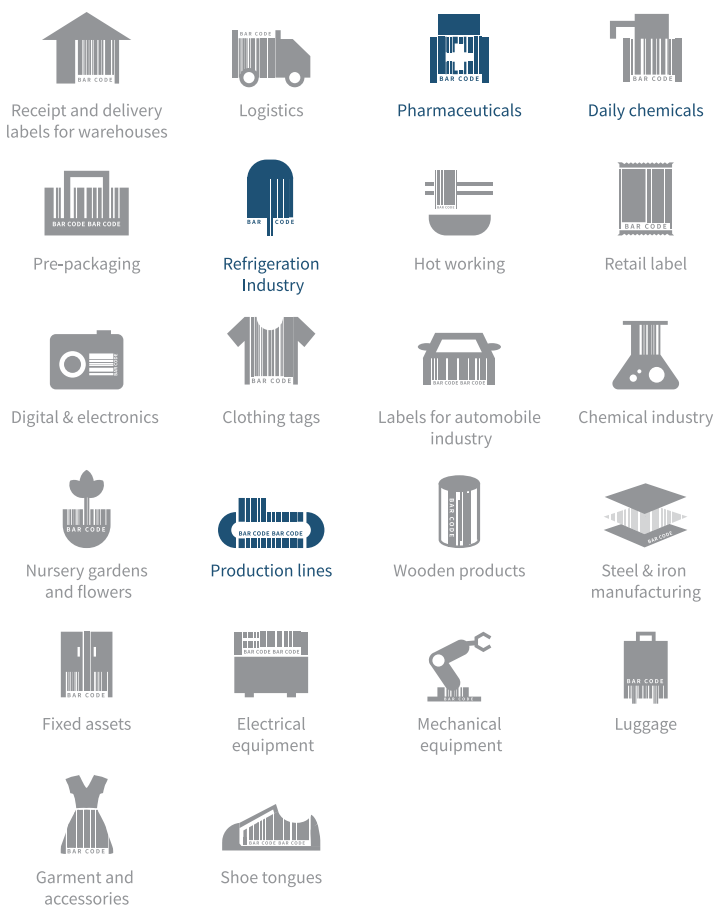 BAR CODE
Receipt and delivery
labels for warehouses
BAR CODE
Logistics
BAR CODE
Pharmaceuticals
BAR CODE
Daily chemicals
BAR CODE BAR CODE
Pre-packaging
BAR CODE
Refrigeration
Industry
BAR CODE
Hot working
BAR CODE
Retail label
BAR CODE
Digital & electronics
BAR CODE
Clothing tags
BAR CODE BAR CODE
Labels for automobile
industry
Chemical industry
BAR CODE
Nursery gardens
and flowers
BAR CODE BAR CODE
Production lines
BAR CODE
Wooden products
BAR CODE
Steel & iron
manufacturing
BAR CODE
Fixed assets
BAR CODE BAR CODE
Electrical
equipment
BAR CODE
Mechanical
equipment
BAR CODE
Luggage
BAR CODE
Garment and
accessories
BAR CODE BAR CODE
Shoe tongues